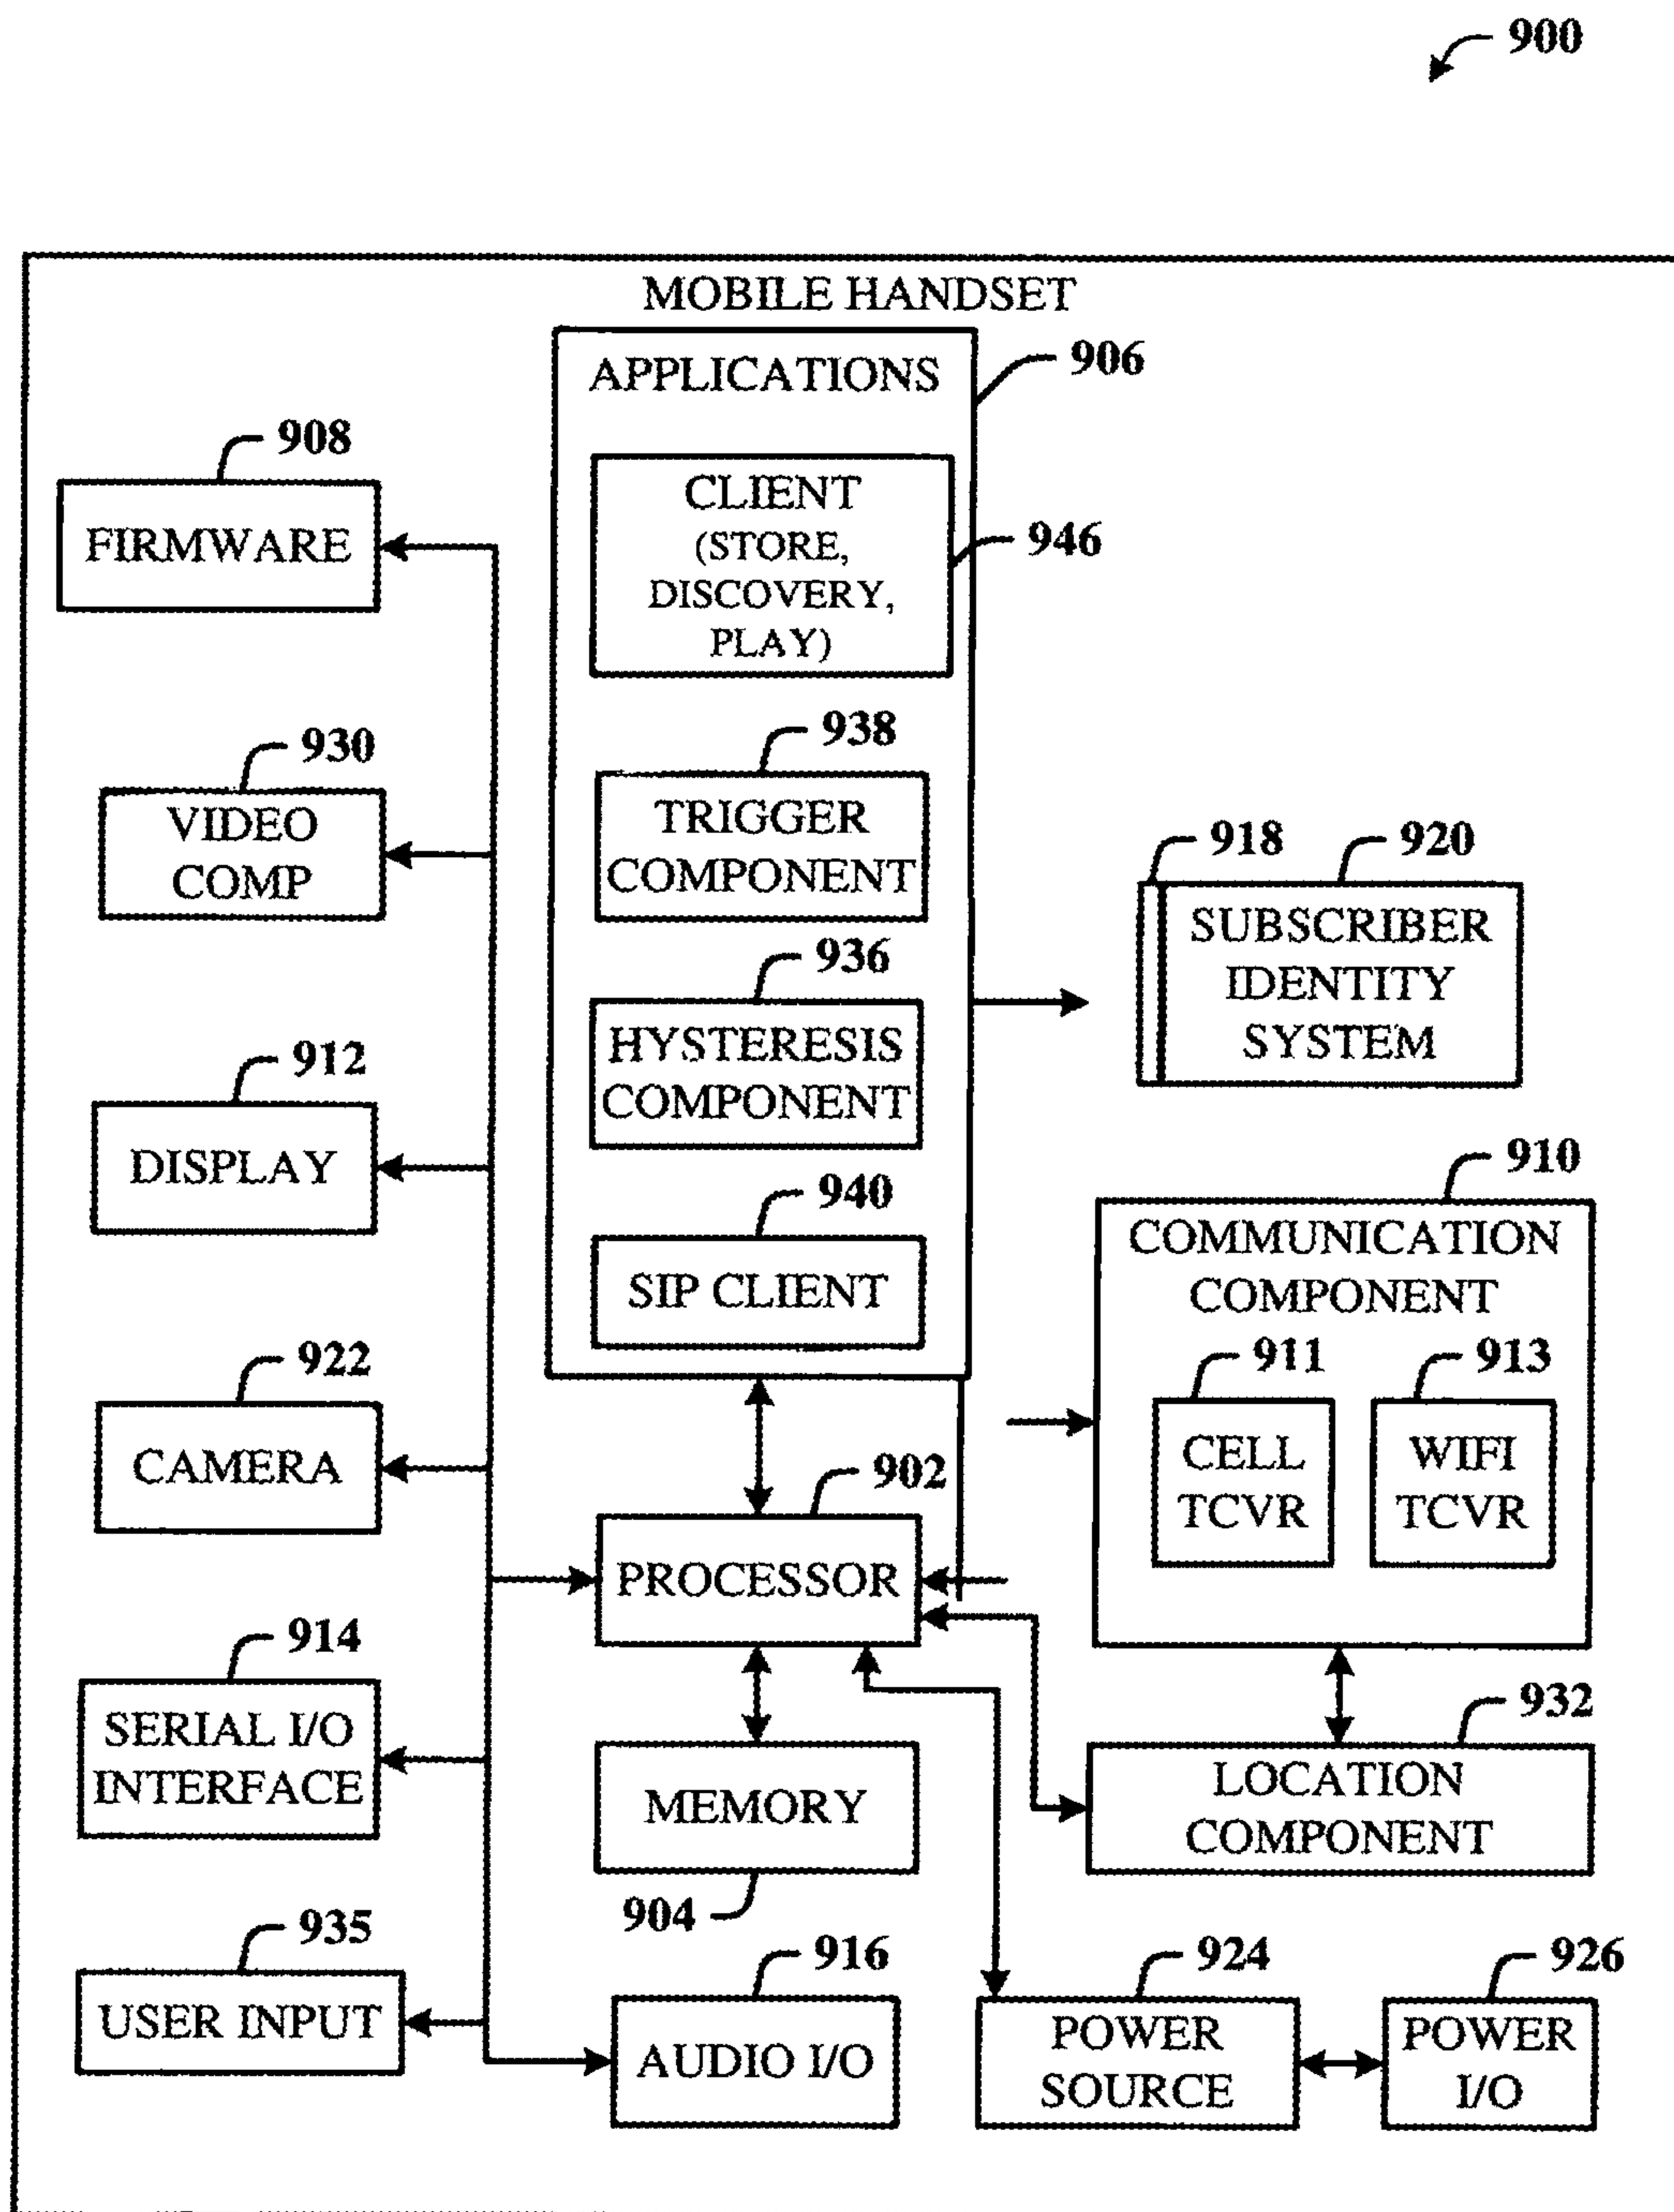 900
MOBILE HANDSET
APPLICATIONS
906
908
FIRMWARE
CLIENT
(STORE,
DISCOVERY,
PLAY)
946
930
VIDEO
COMP
938
TRIGGER
COMPONENT
918
920
SUBSCRIBER
IDENTITY
SYSTEM
936
HYSTERESIS
COMPONENT
912
DISPLAY
940
SIP CLIENT
910
COMMUNICATION
COMPONENT
911
CELL
TCVR
913
WIFI
TCVR
922
CAMERA
902
PROCESSOR
914
SERIAL I/O
INTERFACE
MEMORY
904
932
LOCATION
COMPONENT
935
USER INPUT
916
AUDIO I/O
924
POWER
SOURCE
926
POWER
I/O